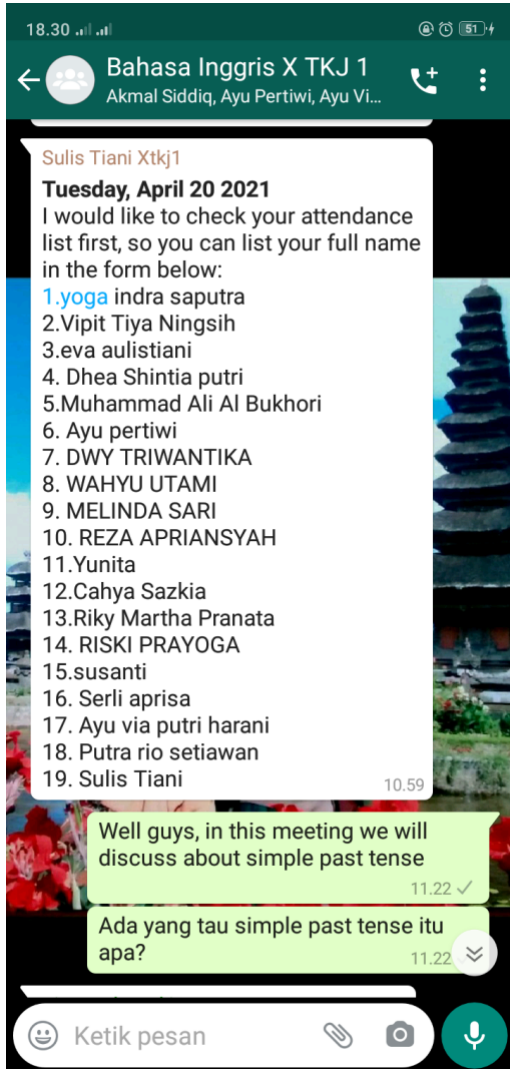 18.30
51
Bahasa Inggris X TKJ 1
Akmal Siddiq, Ayu Pertiwi, Ayu Vi...
Sulis Tiani Xtkj1
Tuesday, April 20 2021
I would like to check your attendance
list first, so you can list your full name
in the form below:
1.yoga indra saputra
2.Vipit Tiya Ningsih
3.eva aulistiani
4. Dhea Shintia putri
5.Muhammad Ali Al Bukhori
6. Ayu pertiwi
7. DWY TRIWANTIKA
8. WAHYU UTAMI
9. MELINDA SARI
10. REZA APRIANSYAH
11.Yunita
12.Cahya Sazkia
13.Riky Martha Pranata
14. RISKI PRAYOGA
15.susanti
16. Serli aprisa
17. Ayu via putri harani
18. Putra rio setiawan
19. Sulis Tiani
10.59
Well guys, in this meeting we will
discuss about simple past tense
11.22
Ada yang tau simple past tense itu
apa?
11.22
Ketik pesan